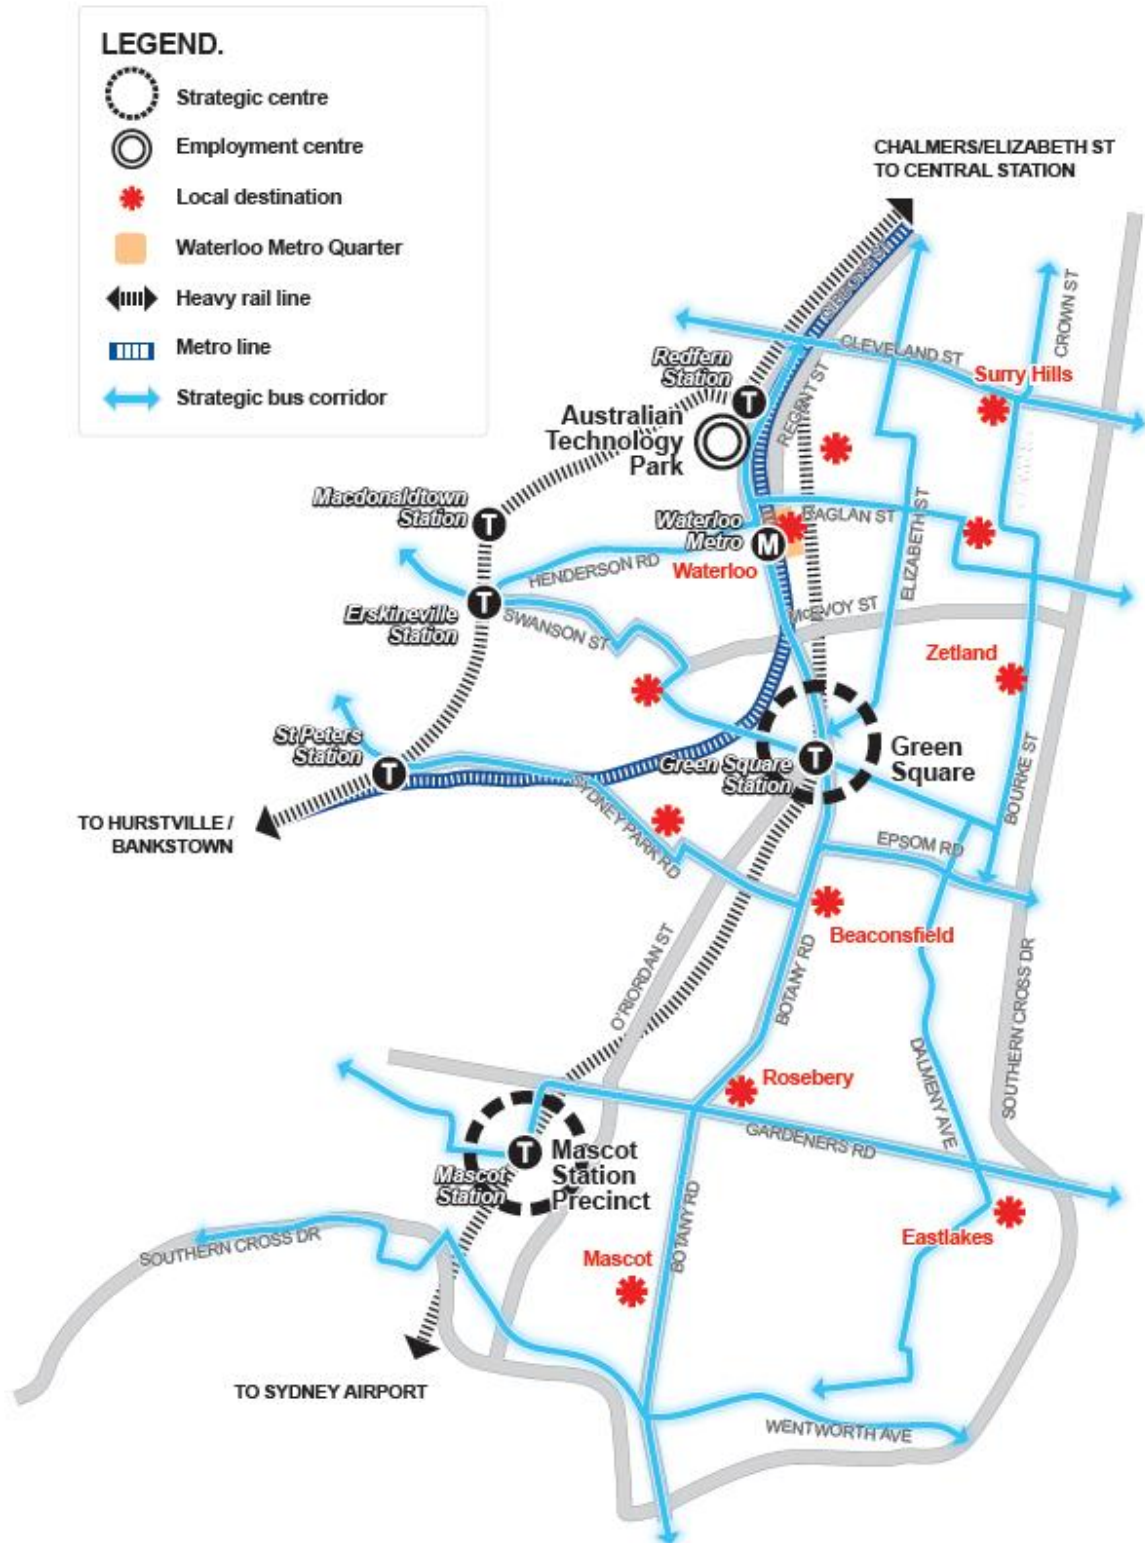 LEGEND.
Strategic centre
Employment centre
Local destination
Waterloo Metro Quarter
Heavy rail line
Metro line
Strategic bus corridor
CHALMERS/ELIZABETH ST
TO CENTRAL STATION
CROWN ST
CLEVELAND ST
Surry Hills
Redfern
Station
REGENT ST
Australian
Technology
Park
Macdonaldtown
Station
Waterloo
Metro
M
RAGLAN ST
ELIZABETH ST
Waterloo
HENDERSON RD
Erskineville
Station
SWANSON ST
McEVOY ST
Zetland
St Peters
Station
Green Square
Station
Green
Square
BOURKE ST
TO HURSTVILLE /
BANKSTOWN
SYDNEY PARK RD
EPSOM RD
Beaconsfield
O'RIORDAN ST
BOTANY RD
SOUTHERN CROSS DR
DALMENY AVE
Rosebery
GARDENERS RD
Mascot
Station
Mascot
Station
Precinct
T
T
T
T
T
T
BOTANY RD
Eastlakes
SOUTHERN CROSS DR
Mascot
TO SYDNEY AIRPORT
WENTWORTH AVE